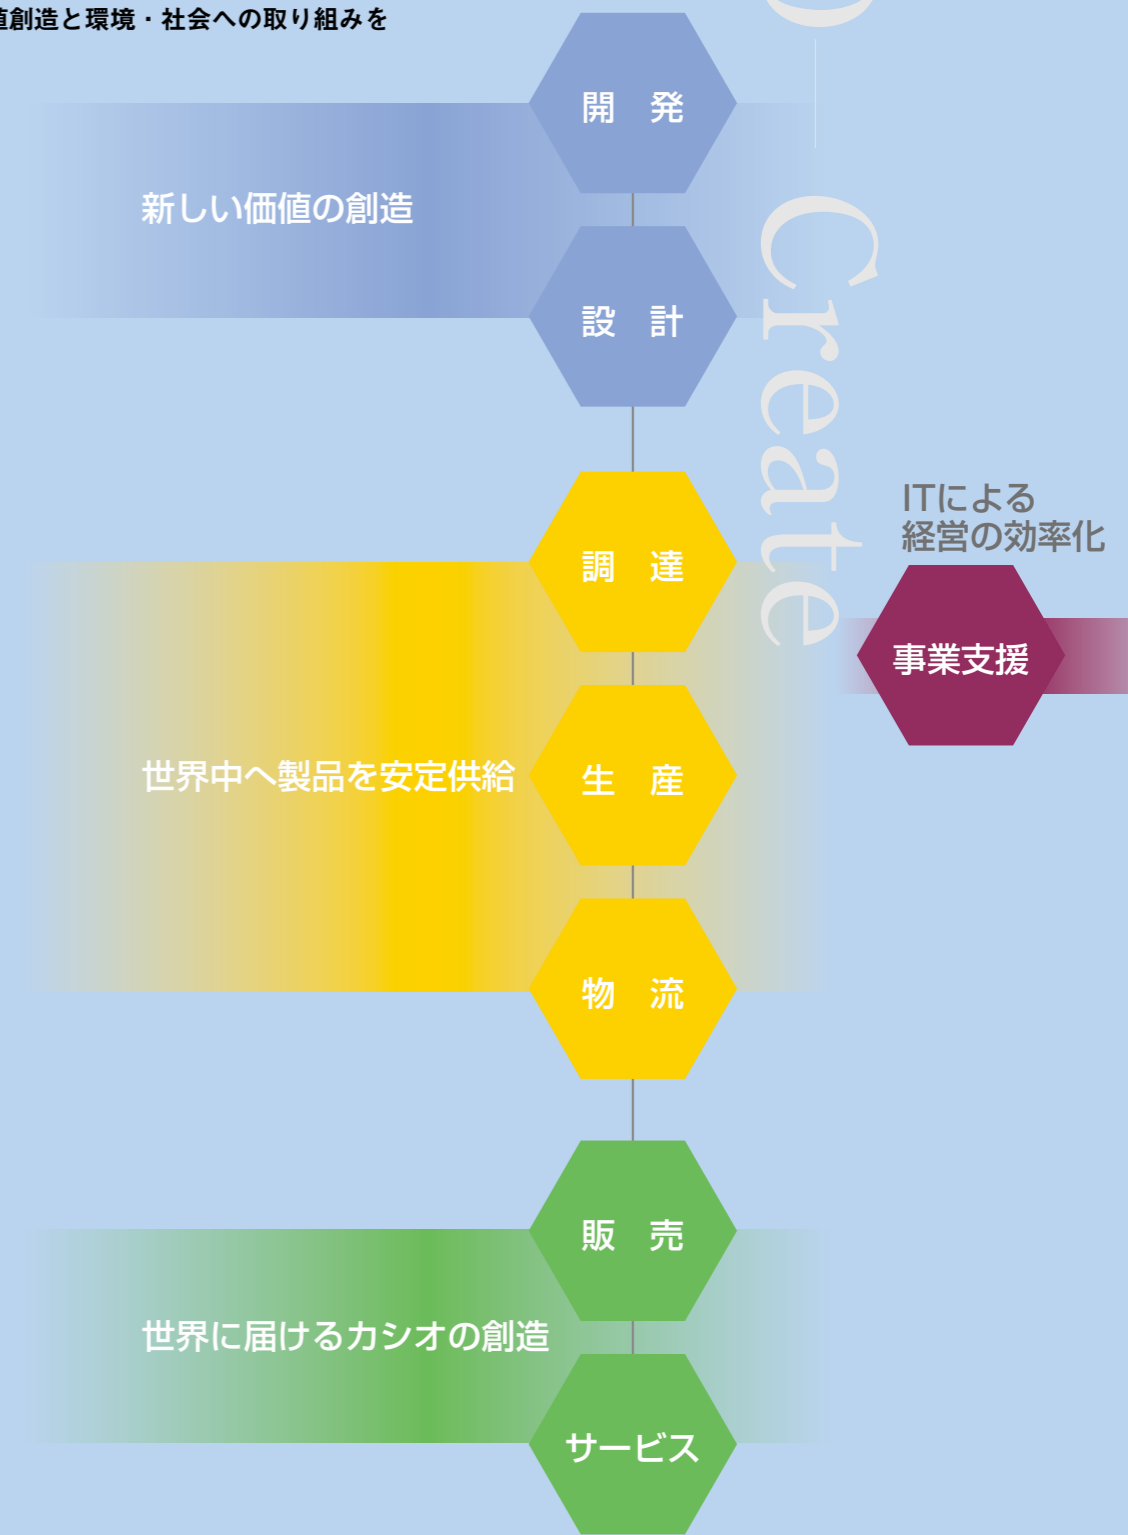 創造と環境・社会への取り組みを
開　発
新しい価値の創造
設　計
Create
調　達
ITによる
経営の効率化
事業支援
世界中へ製品を安定供給
生　産
物　流
販　売
世界に届けるカシオの創造
サービス